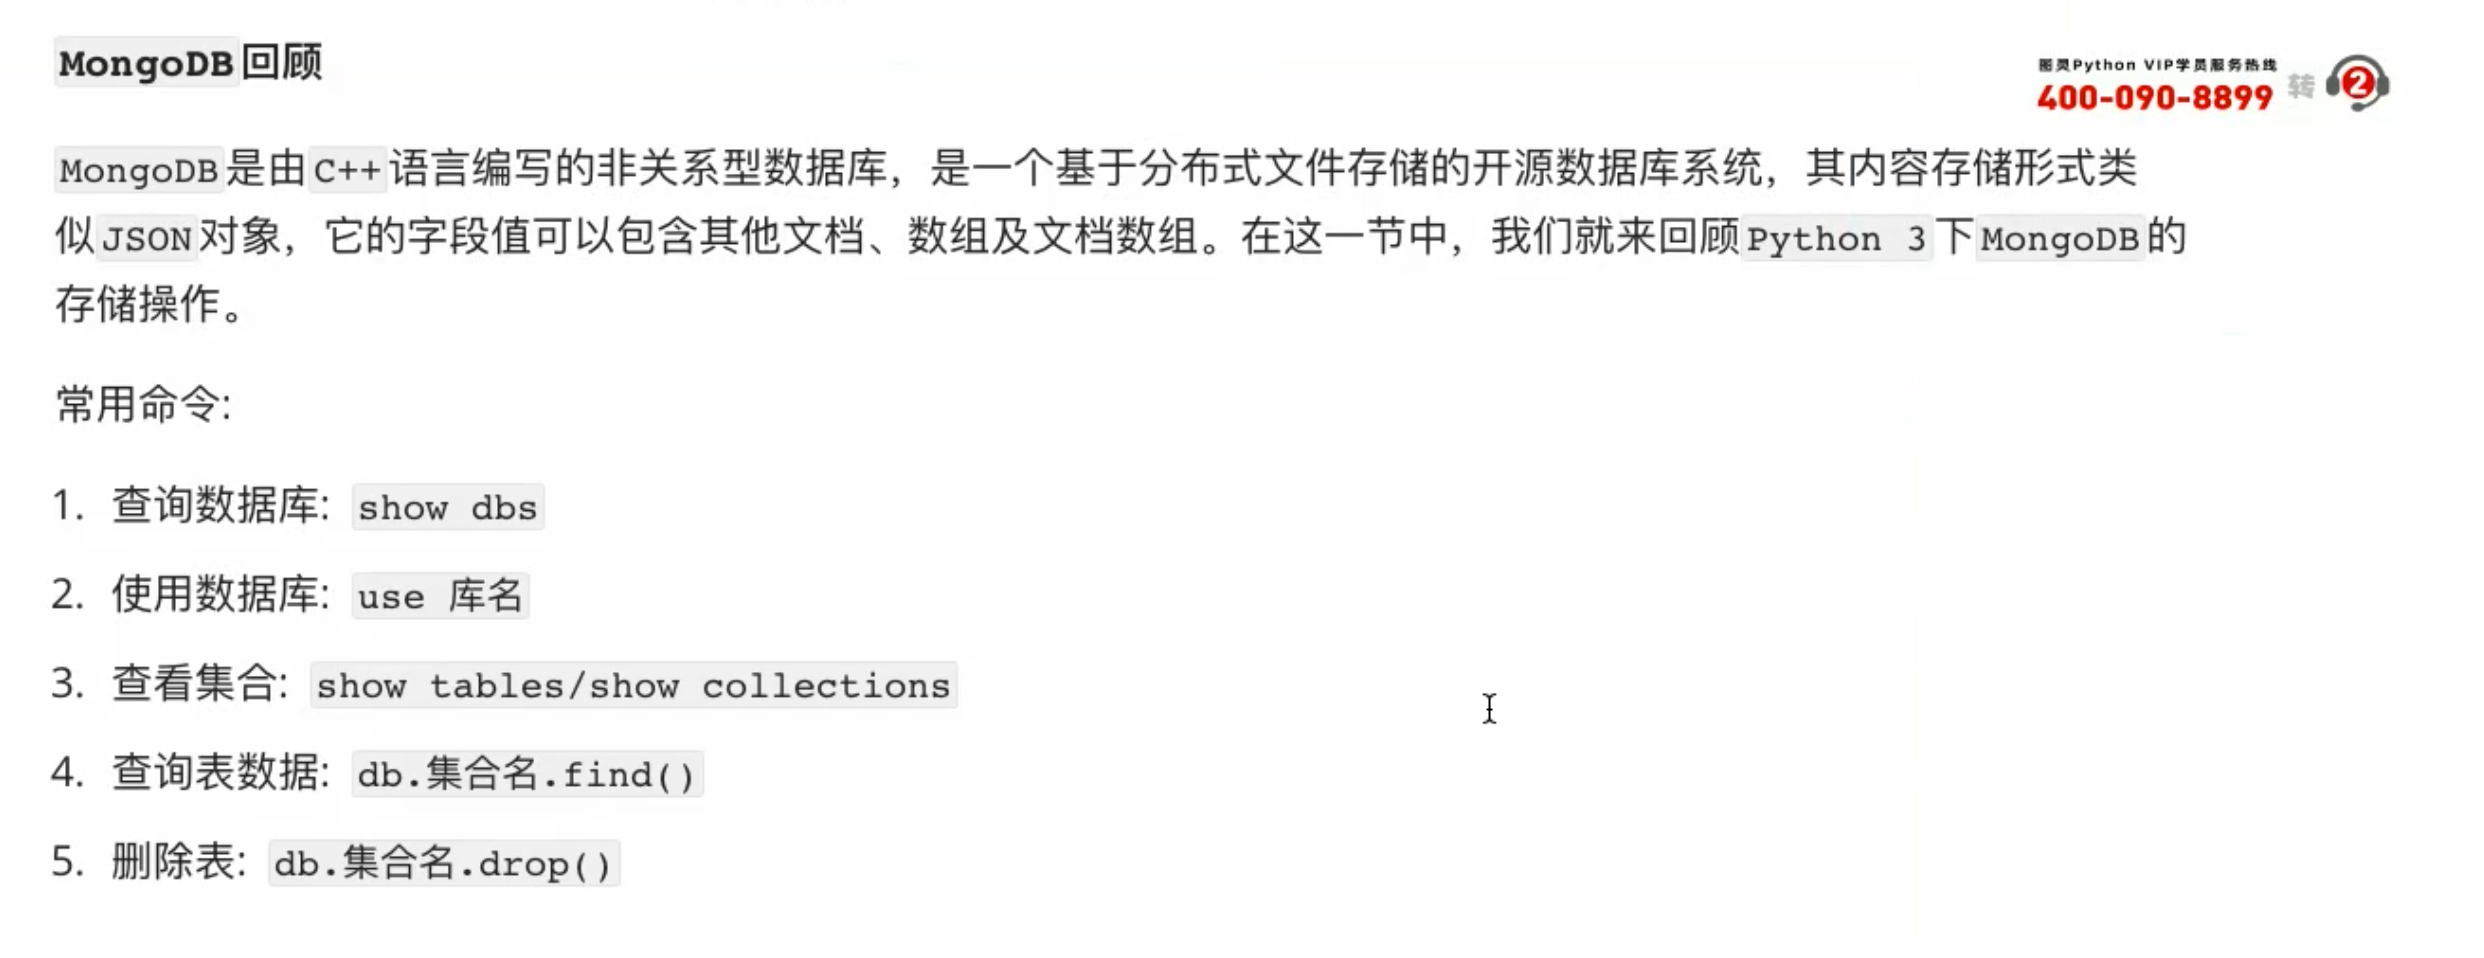 MongoDB回顾
图灵Python VIP学员服务热线
400-090-8899 转 2
MongoDB是由C++语言编写的非关系型数据库，是一个基于分布式文件存储的开源数据库系统，其内容存储形式类
似JSON对象，它的字段值可以包含其他文档、数组及文档数组。在这一节中，我们就来回顾Python 3下MongoDB的
存储操作。
常用命令:
1. 查询数据库: show dbs
2. 使用数据库: use 库名
3. 查看集合: show tables/show collections
4. 查询表数据: db.集合名.find()
5. 删除表: db.集合名.drop()